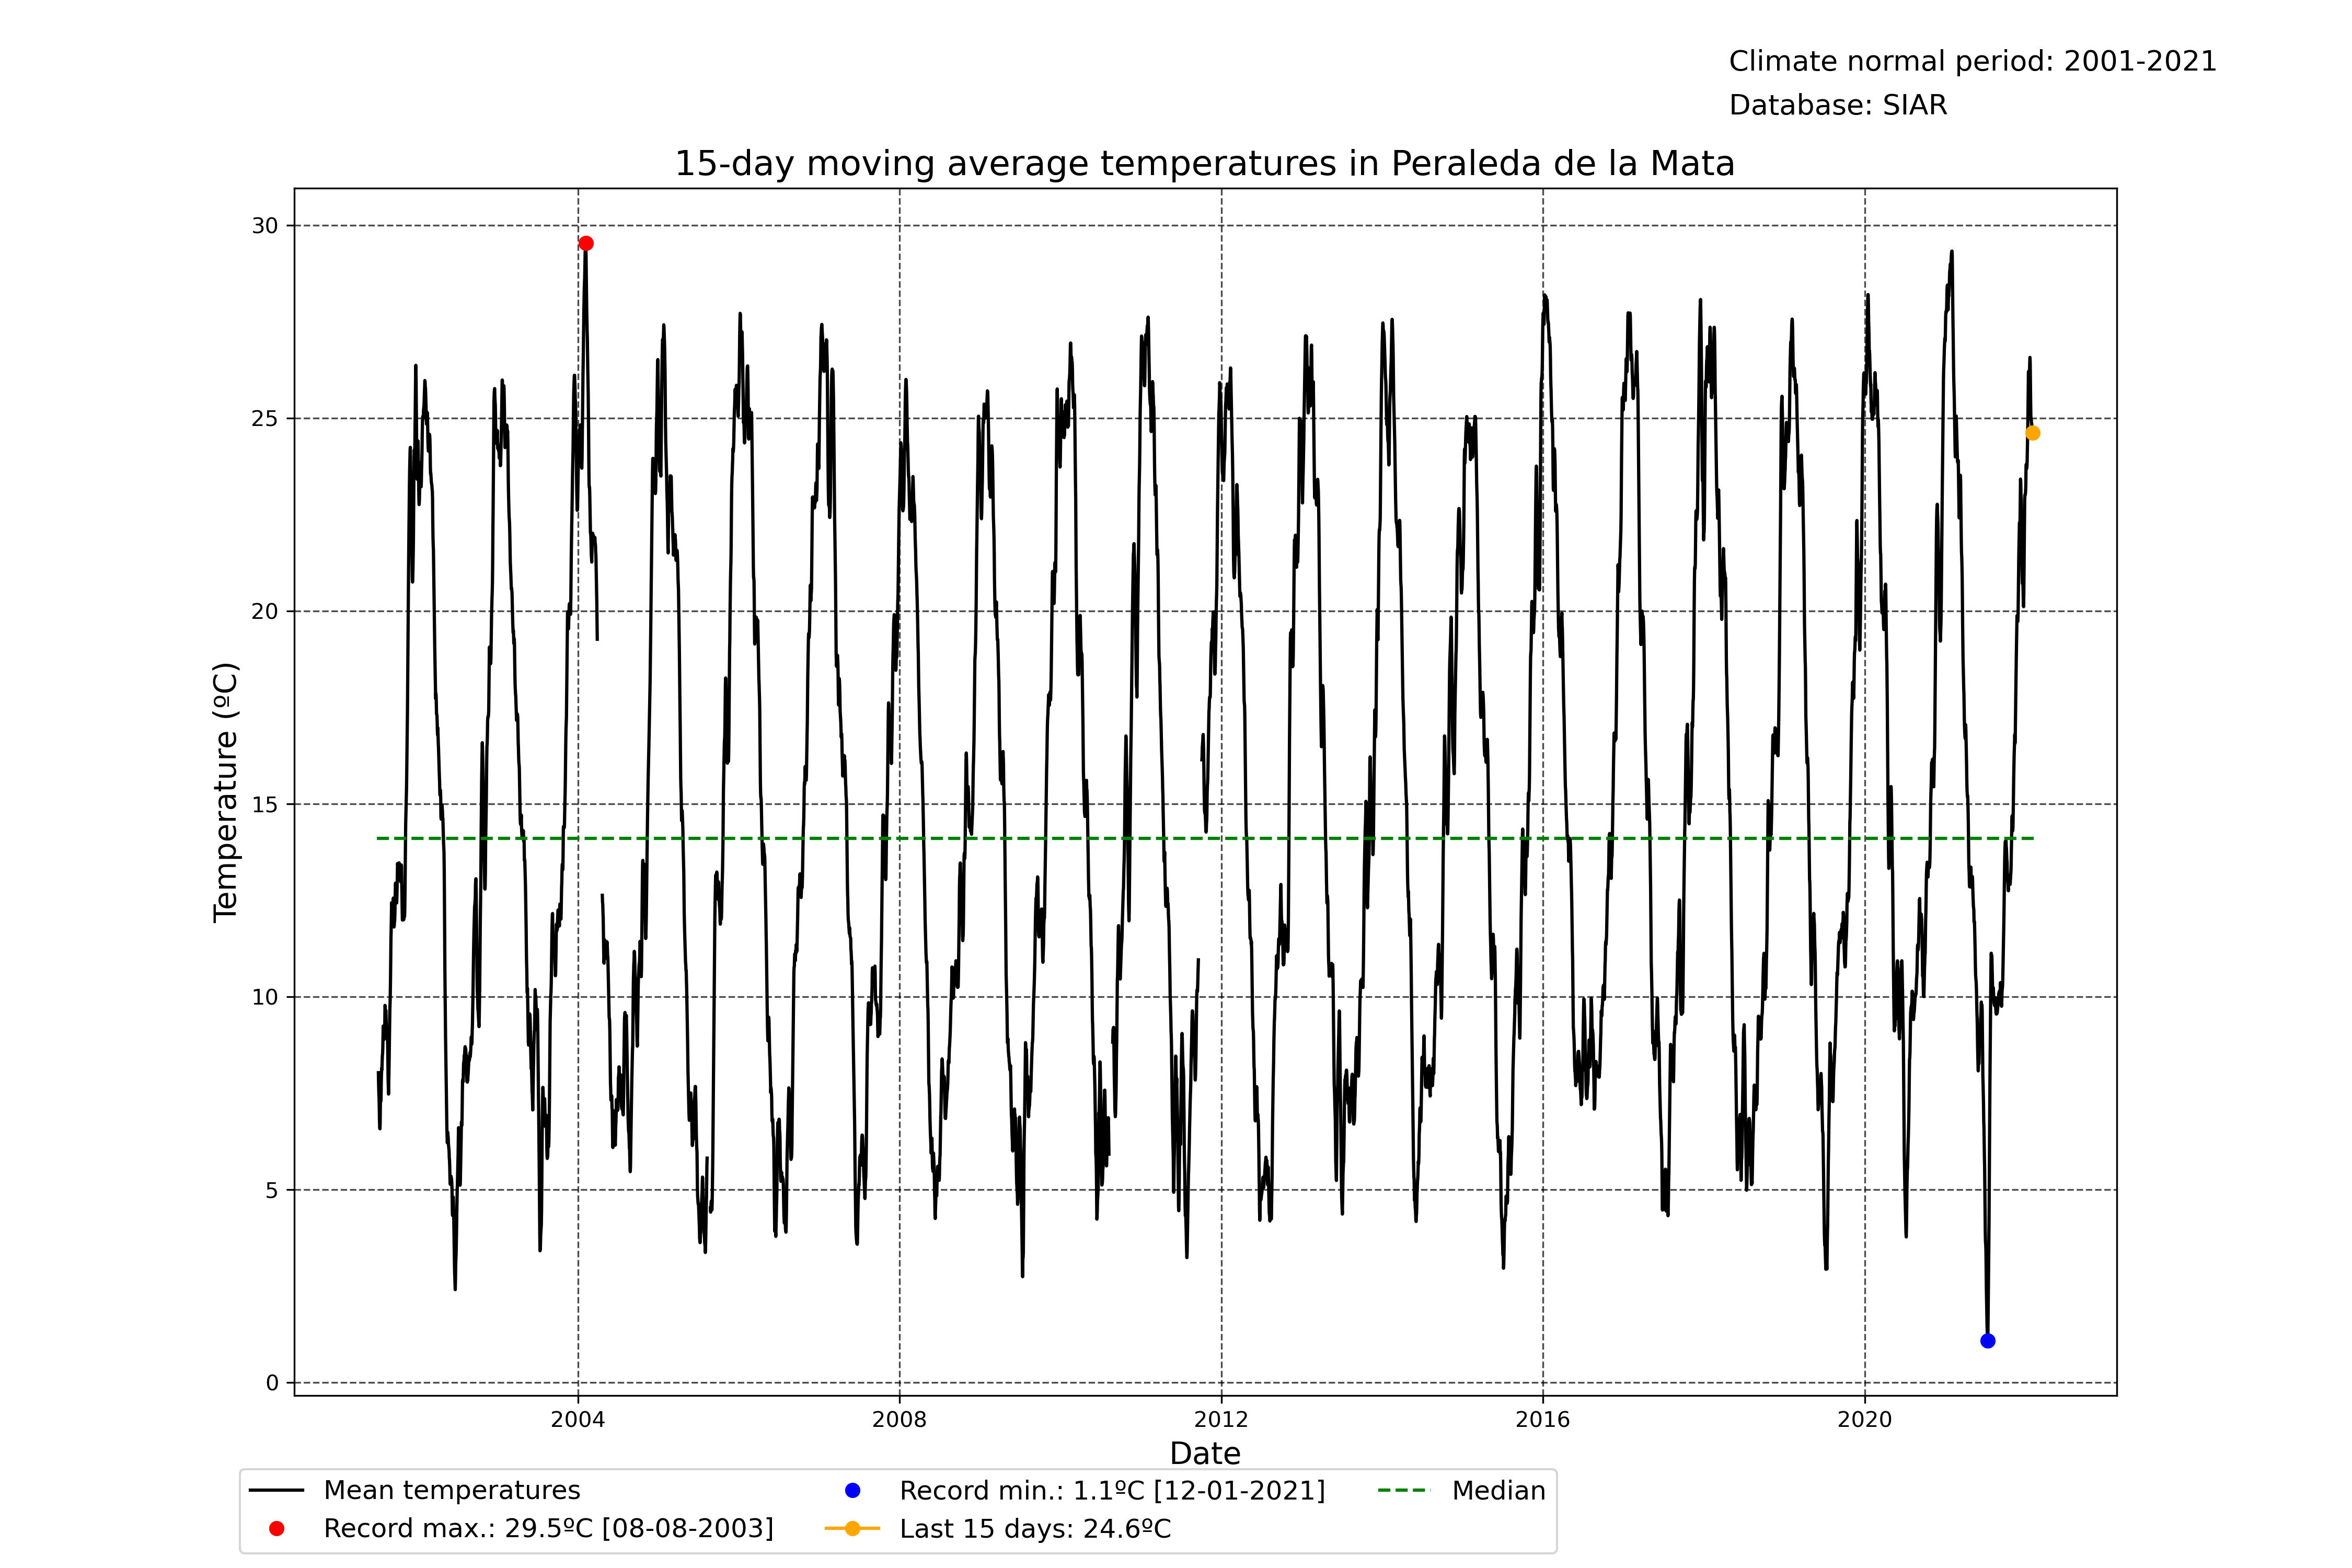 Climate normal period: 2001-2021
Database: SIAR
15-day moving average temperatures in Peraleda de la Mata
30
25
20
15
10
5
0
Temperature (ºC)
2004 2008 2012 2016 2020
Date
Mean temperatures
Record max.: 29.5ºC [08-08-2003]
Record min.: 1.1ºC [12-01-2021]
Last 15 days: 24.6ºC
Median